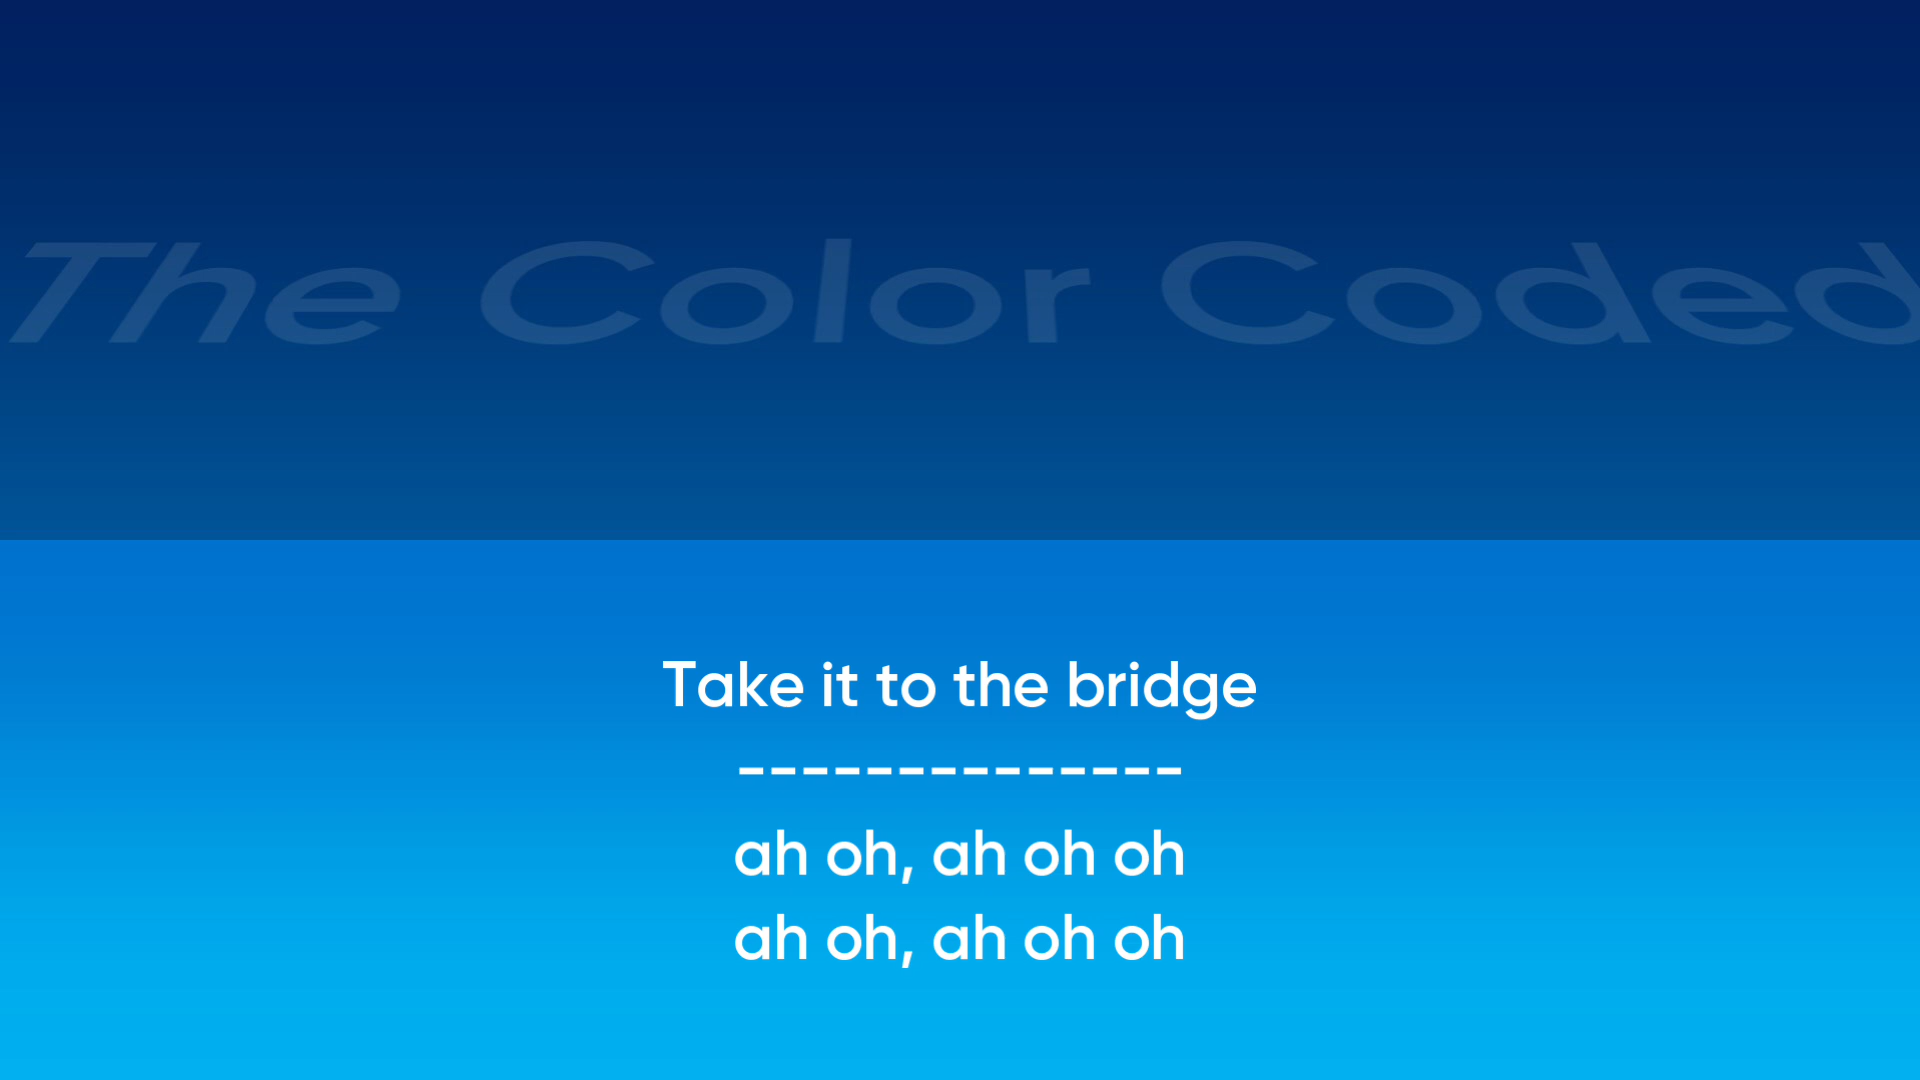 The Color Coded
Take it to the bridge
--------------
ah oh, ah oh oh
ah oh, ah oh oh